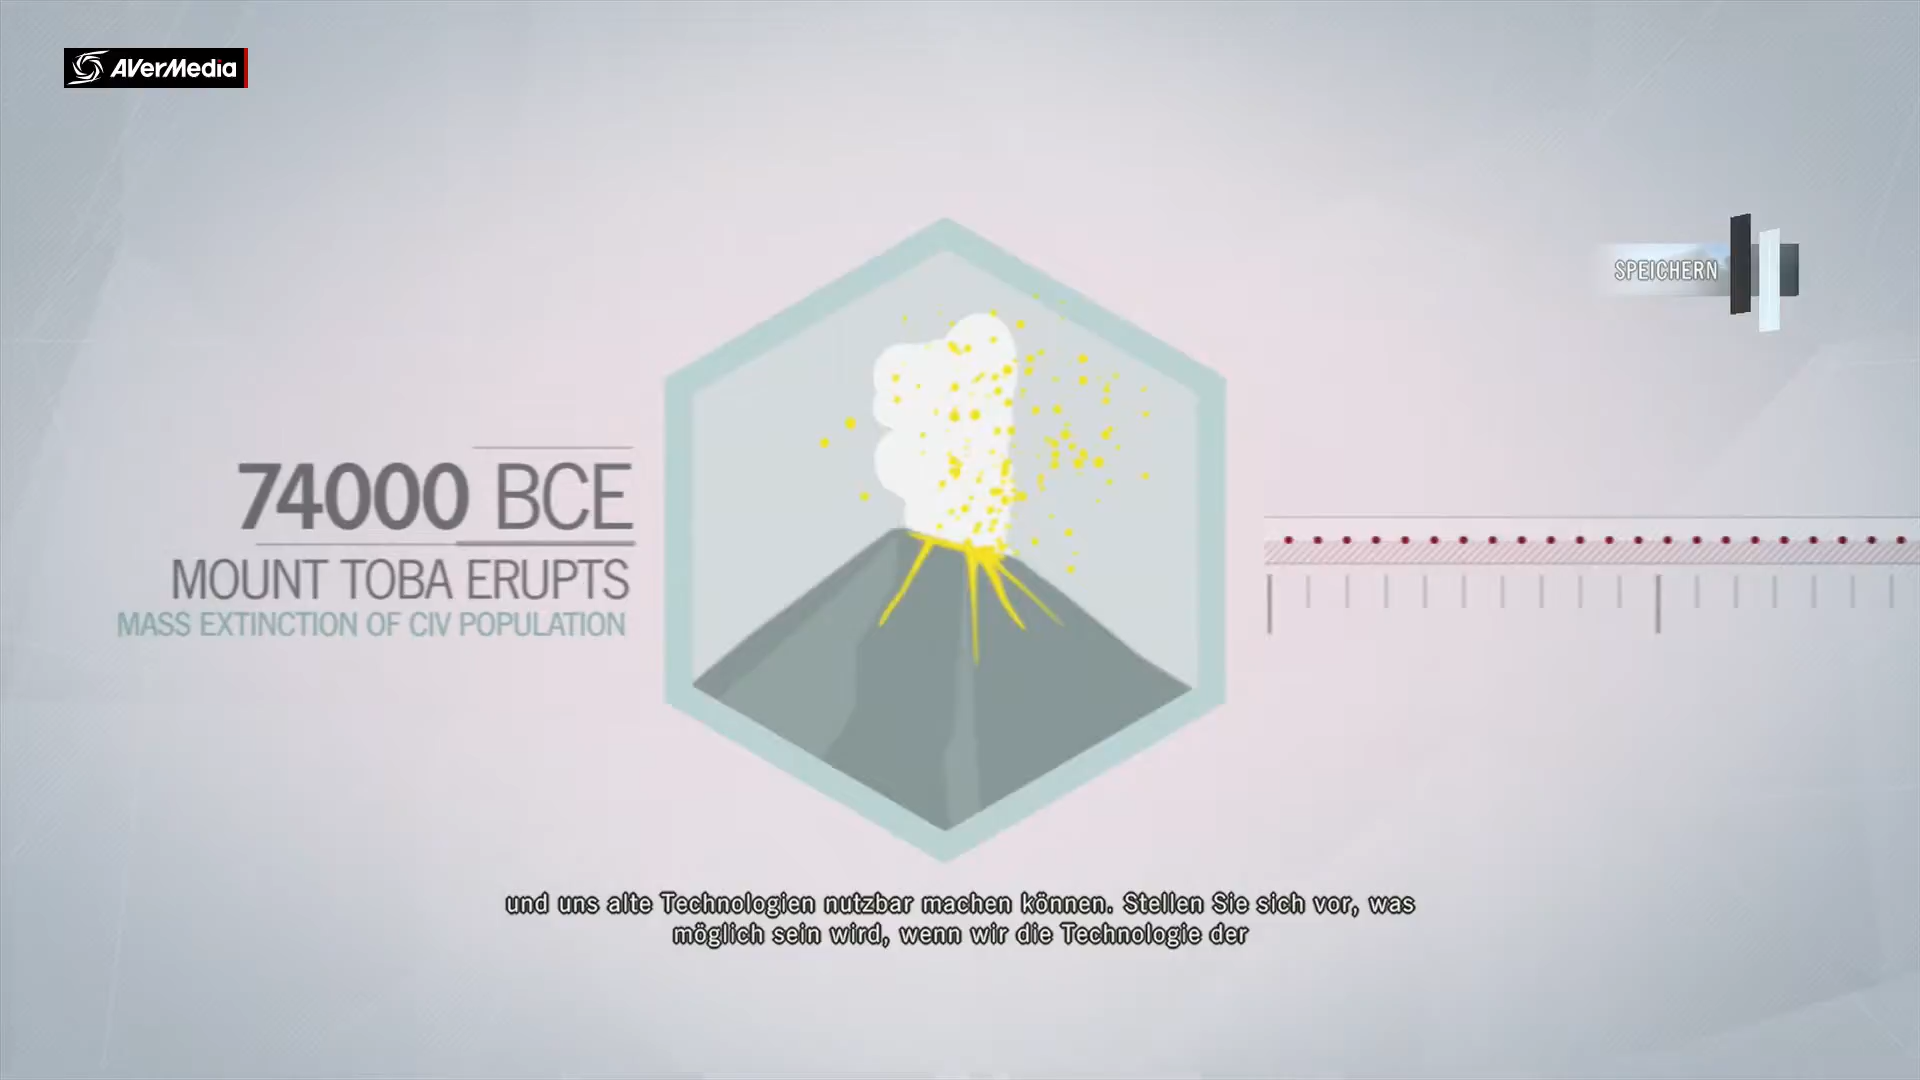 AVerMedia
SPEICHERN
74000 BCE
MOUNT TOBA ERUPTS
MASS EXTINCTION OF CIV POPULATION
und uns alte Technologien nutzbar machen können. Stellen Sie sich vor, was
möglich sein wird, wenn wir die Technologie der